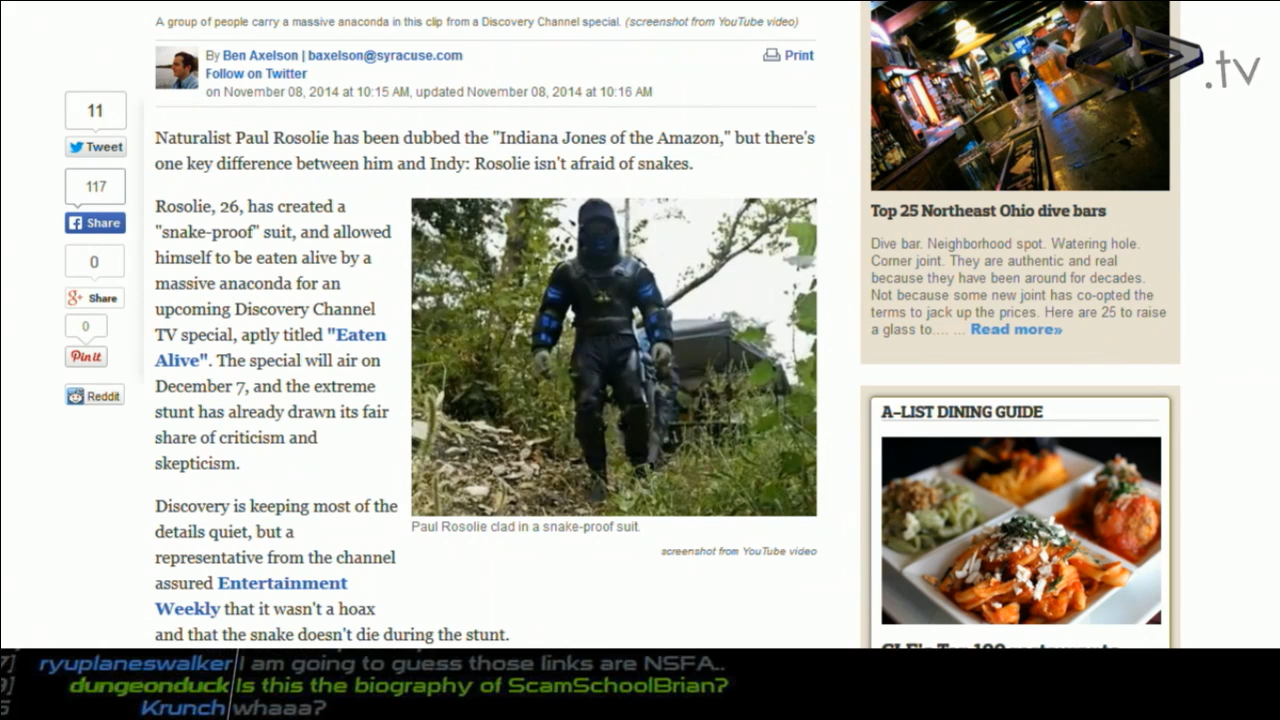 A group of people carry a massive anaconda in this clip from a Discovery Channel special. (screenshot from YouTube video)
By Ben Axelson | baxelson@syracuse.com
Print
Follow on Twitter
on November 08, 2014 at 10:15 AM, updated November 08, 2014 at 10:16 AM
11
Tweet
117
Share
0
Share
0
Pin it
Reddit
Naturalist Paul Rosolie has been dubbed the "Indiana Jones of the Amazon," but there's
one key difference between him and Indy: Rosolie isn't afraid of snakes.
Rosolie, 26, has created a
"snake-proof" suit, and allowed
himself to be eaten alive by a
massive anaconda for an
upcoming Discovery Channel
TV special, aptly titled "Eaten
Alive". The special will air on
December 7, and the extreme
stunt has already drawn its fair
share of criticism and
skepticism.
Paul Rosolie clad in a snake-proof suit.
screenshot from YouTube video
Discovery is keeping most of the
details quiet, but a
representative from the channel
assured Entertainment
Weekly that it wasn't a hoax
and that the snake doesn't die during the stunt.
.tv
Top 25 Northeast Ohio dive bars
Dive bar. Neighborhood spot. Watering hole.
Corner joint. They are authentic and real
because they have been around for decades.
Not because some new joint has co-opted the
terms to jack up the prices. Here are 25 to raise
a glass to.... ... Read more»
A-LIST DINING GUIDE
7] ryuplaneswalker I am going to guess those links are NSFA..
9] dungeonduck Is this the biography of ScamSchoolBrian?
5 Krunch whaaa?